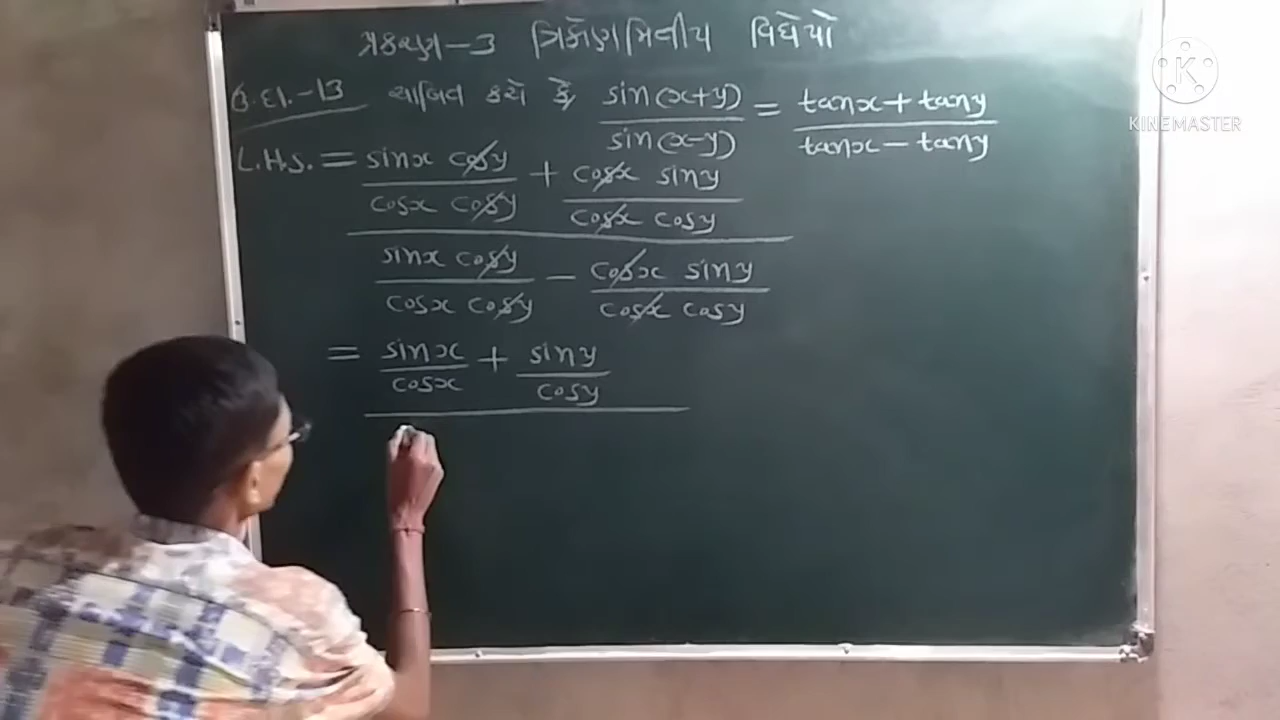 પ્રકરણ-3 ત્રિકોણમિતીય વિધેયો
ઉ.દા.-13 સાબિત કરો કે sin(x+y)/sin(x-y) = tanx + tany/tanx - tany
L.H.S. = sinx cosy/cosx cosy + cosx siny/cosx cosy
sinx cosy/cosx cosy - cosx siny/cosx cosy
= sinx/cosx + siny/cosy
K
KINEMASTER